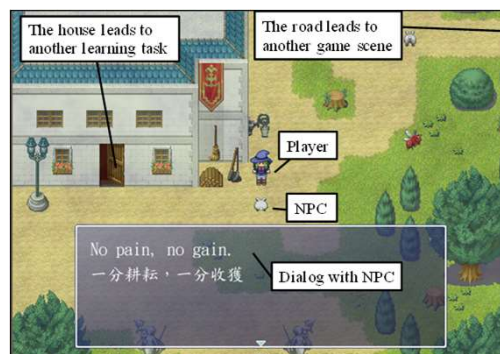 The house leads to
another learning task
The road leads to
another game scene
Player
NPC
No pain, no gain.
一分耕耘，一分收獲
Dialog with NPC